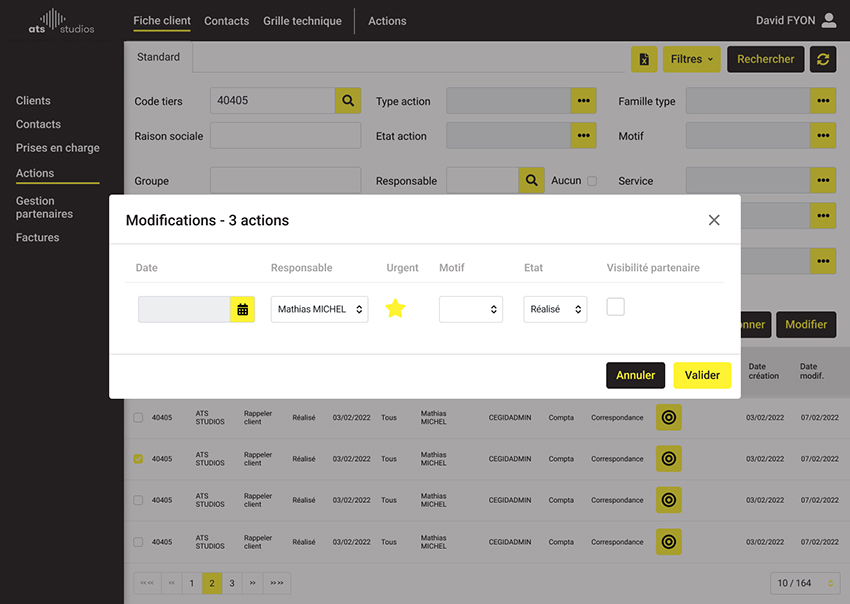 ats studios
Fiche client Contacts Grille technique Actions
David FYON
Standard
Filtres
Rechercher
Clients
Contacts
Prises en charge
Actions
Gestion
partenaires
Factures
Code tiers 40405 Type action Famille type
Raison sociale Etat action Motif
Groupe Responsable Aucun Service
Modifications - 3 actions
Date Responsable Urgent Motif Etat Visibilité partenaire
Mathias MICHEL Réalisé
Annuler Valider
nner Modifier
Date
création
Date
modif.
40405 ATS
STUDIOS Rappeler
client Réalisé 03/02/2022 Tous Mathias
MICHEL CEGIDADMIN Compta Correspondance 03/02/2022 07/02/2022
40405 ATS
STUDIOS Rappeler
client Réalisé 03/02/2022 Tous Mathias
MICHEL CEGIDADMIN Compta Correspondance 03/02/2022 07/02/2022
40405 ATS
STUDIOS Rappeler
client Réalisé 03/02/2022 Tous Mathias
MICHEL CEGIDADMIN Compta Correspondance 03/02/2022 07/02/2022
40405 ATS
STUDIOS Rappeler
client Réalisé 03/02/2022 Tous Mathias
MICHEL CEGIDADMIN Compta Correspondance 03/02/2022 07/02/2022
<< << << 1 2 3 >> >> >>
10 / 164